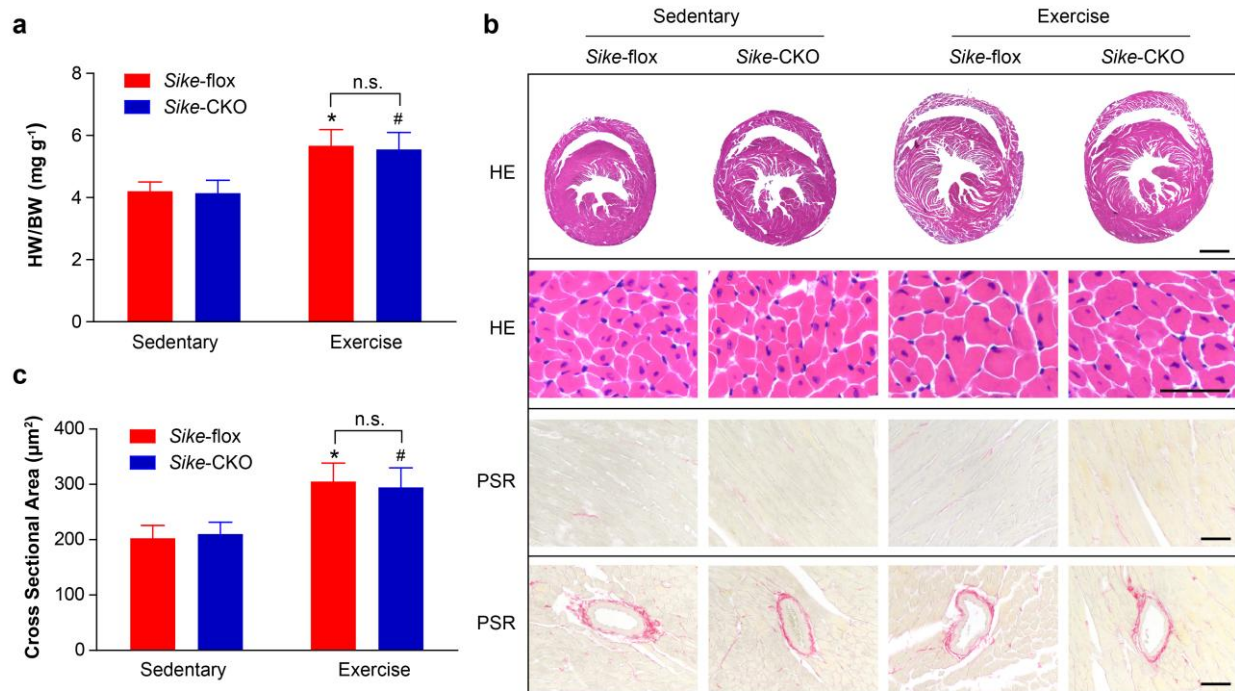 a
8
6
4
2
0
HW/BW (mg g⁻¹)
Sike-flox
Sike-CKO
n.s.
*
#
Sedentary
Exercise
c
400
300
200
100
0
Cross Sectional Area (µm²)
Sike-flox
Sike-CKO
n.s.
*
#
Sedentary
Exercise
b
Sedentary
Exercise
Sike-flox
Sike-CKO
Sike-flox
Sike-CKO
HE
HE
PSR
PSR